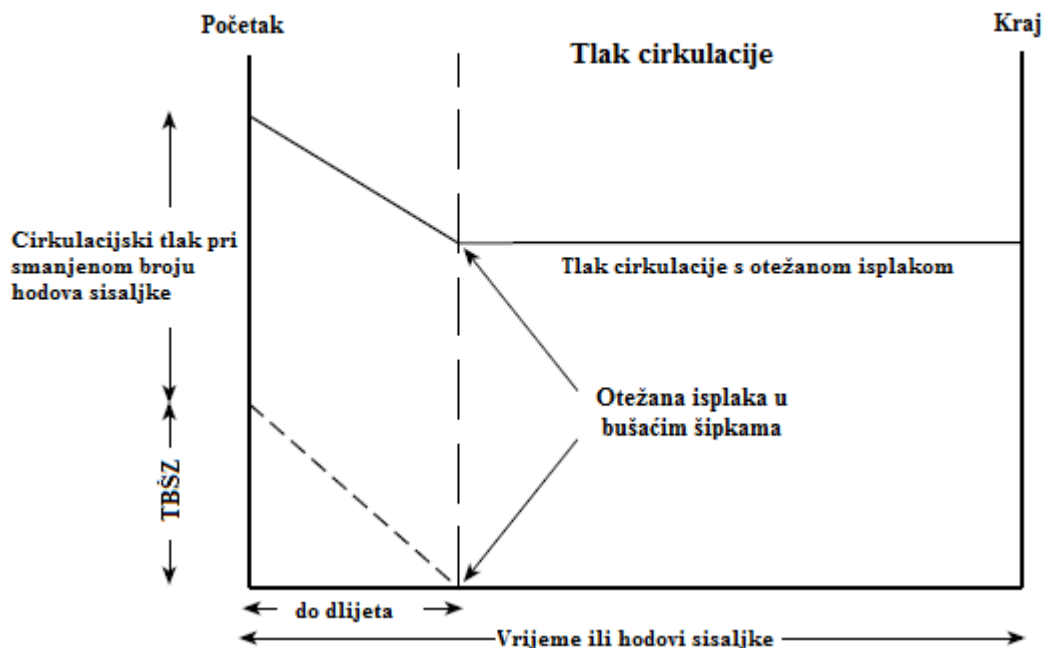 Početak
Kraj
Tlak cirkulacije
Cirkulacijski tlak pri
smanjenom broju
hodova sisaljke
Tlak cirkulacije s otežanom isplakom
Otežana isplaka u
bušaćim šipkama
TBŠZ
do dlijeta
Vrijeme ili hodovi sisaljke